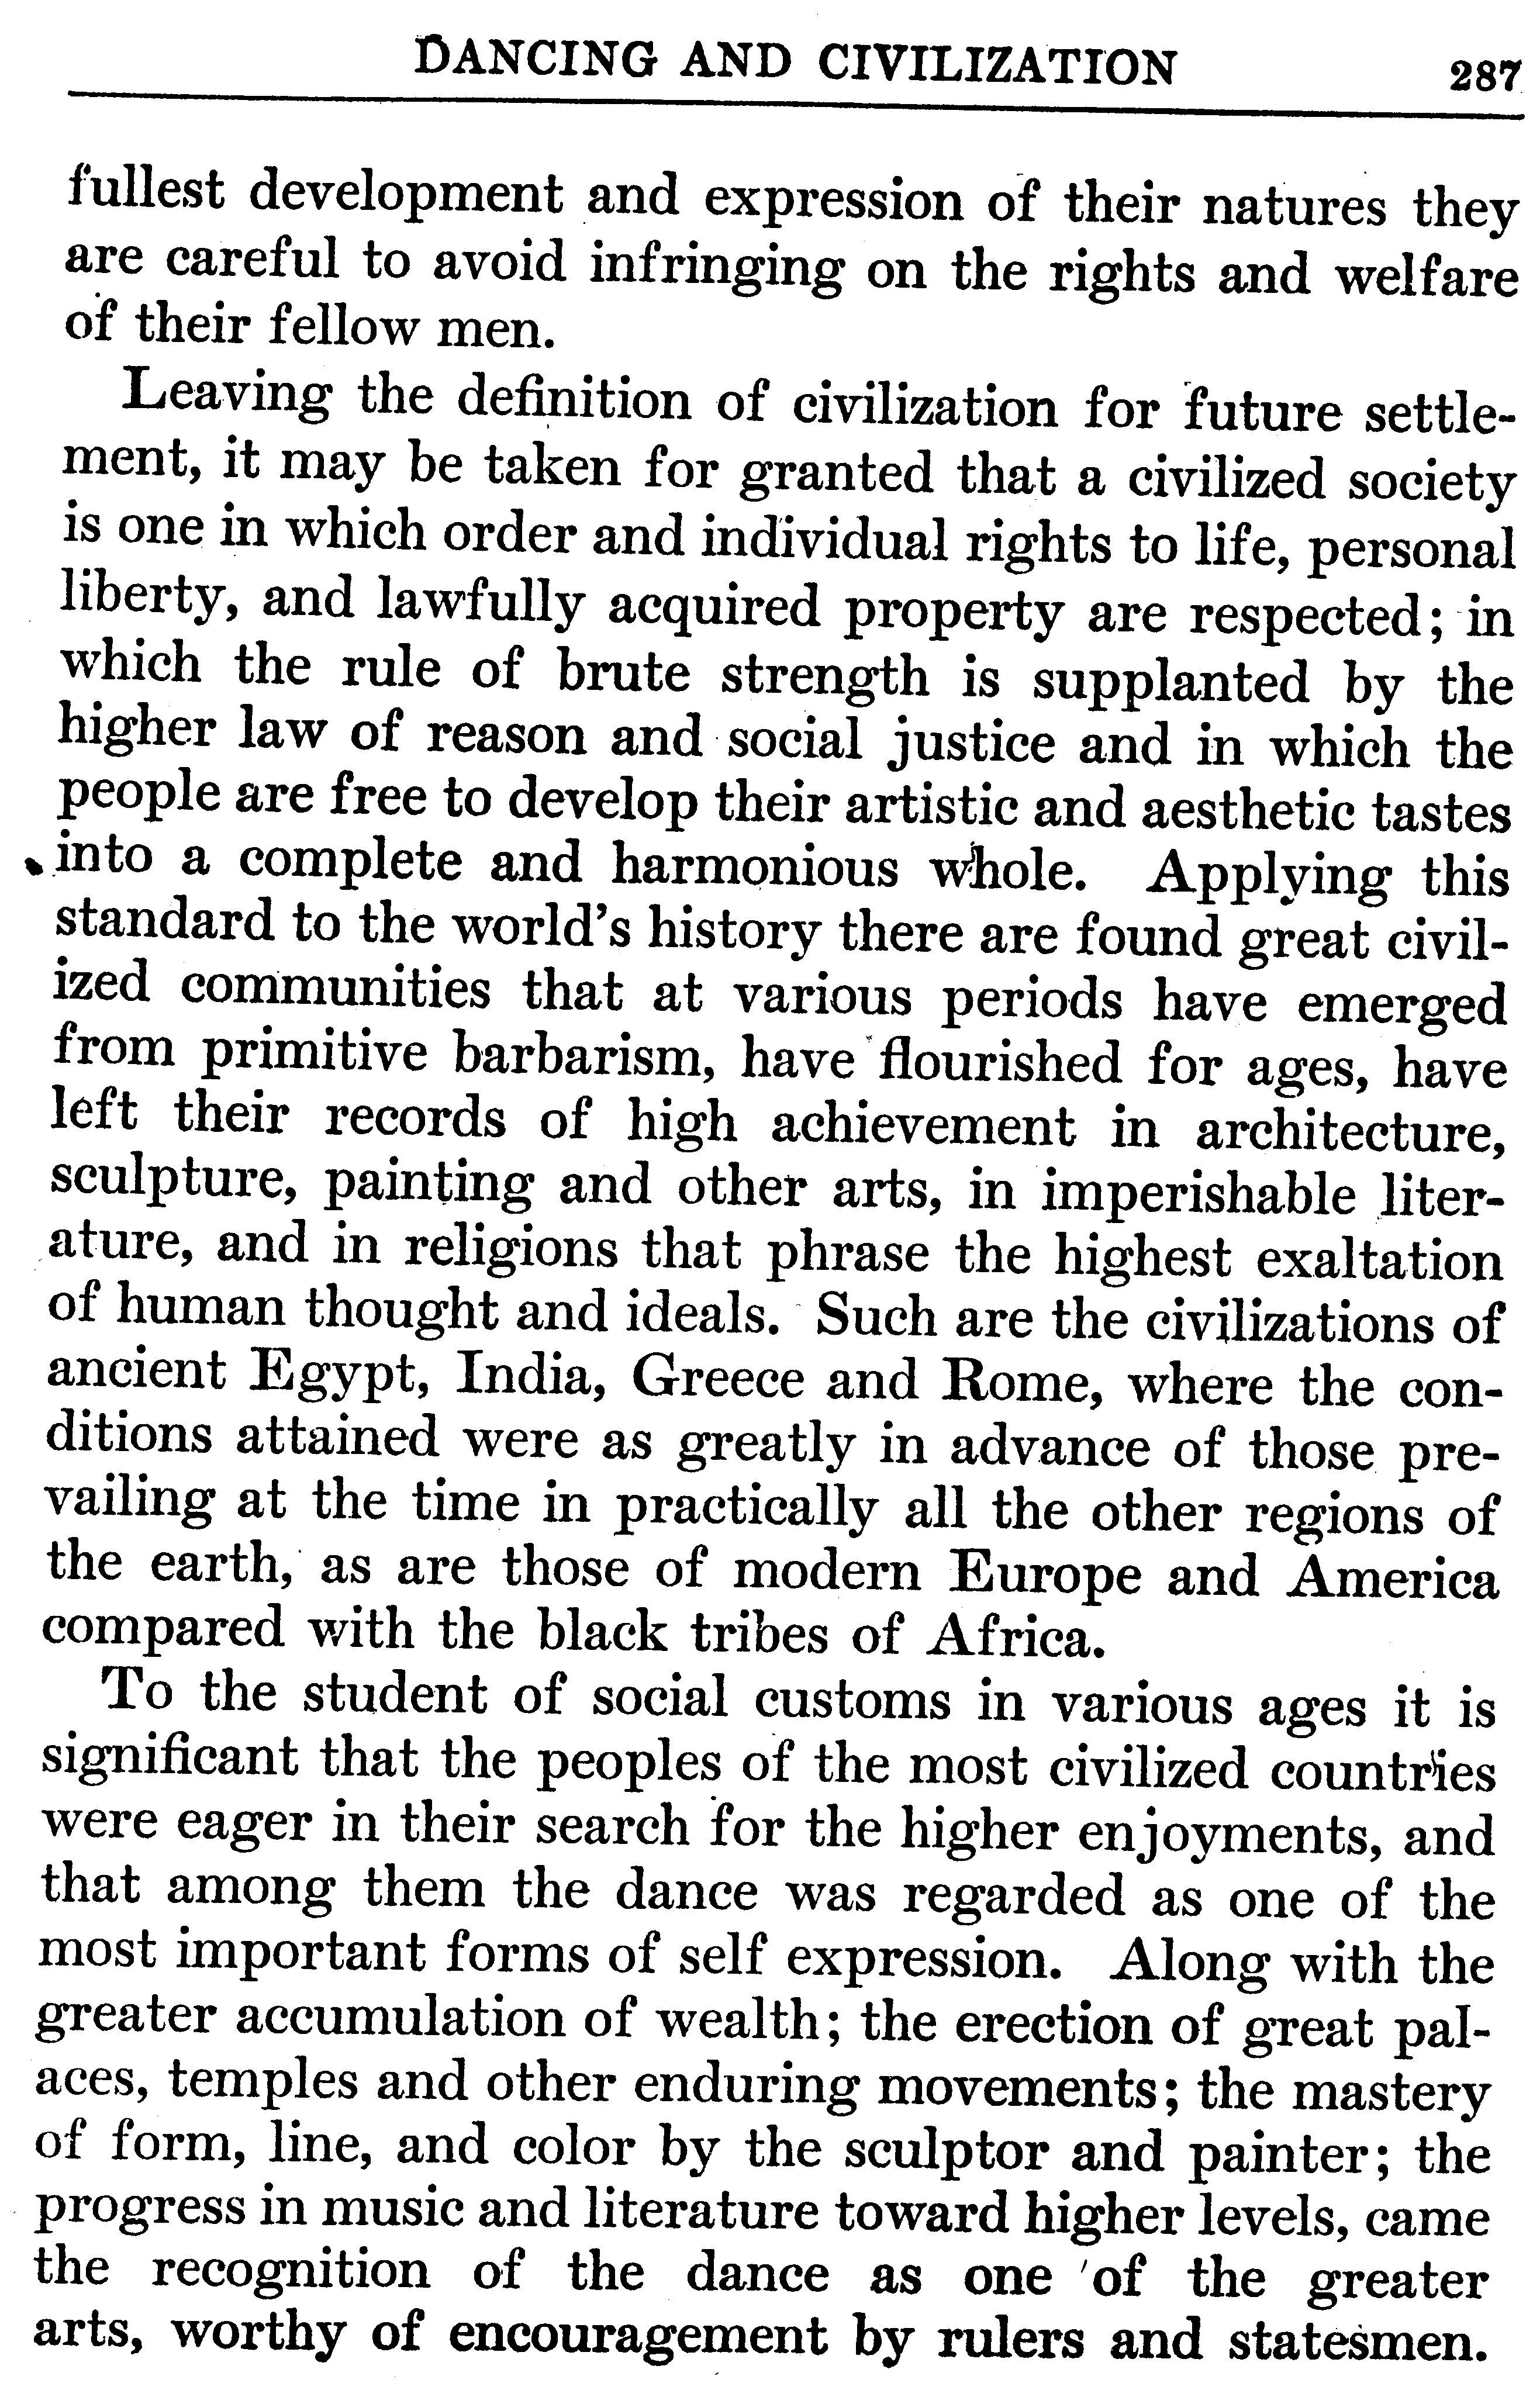 DANCING AND CIVILIZATION 287
fullest development and expression of their natures they
are careful to avoid infringing on the rights and welfare
of their fellow men.
Leaving the definition of civilization for future settle-
ment, it may be taken for granted that a civilized society
is one in which order and individual rights to life, personal
liberty, and lawfully acquired property are respected; in
which the rule of brute strength is supplanted by the
higher law of reason and social justice and in which the
people are free to develop their artistic and aesthetic tastes
into a complete and harmonious whole. Applying this
standard to the world's history there are found great civil-
ized communities that at various periods have emerged
from primitive barbarism, have flourished for ages, have
left their records of high achievement in architecture,
sculpture, painting and other arts, in imperishable liter-
ature, and in religions that phrase the highest exaltation
of human thought and ideals. Such are the civilizations of
ancient Egypt, India, Greece and Rome, where the con-
ditions attained were as greatly in advance of those pre-
vailing at the time in practically all the other regions of
the earth, as are those of modern Europe and America
compared with the black tribes of Africa.
To the student of social customs in various ages it is
significant that the peoples of the most civilized countries
were eager in their search for the higher enjoyments, and
that among them the dance was regarded as one of the
most important forms of self expression. Along with the
greater accumulation of wealth; the erection of great pal-
aces, temples and other enduring movements; the mastery
of form, line, and color by the sculptor and painter; the
progress in music and literature toward higher levels, came
the recognition of the dance as one of the greater
arts, worthy of encouragement by rulers and statesmen.